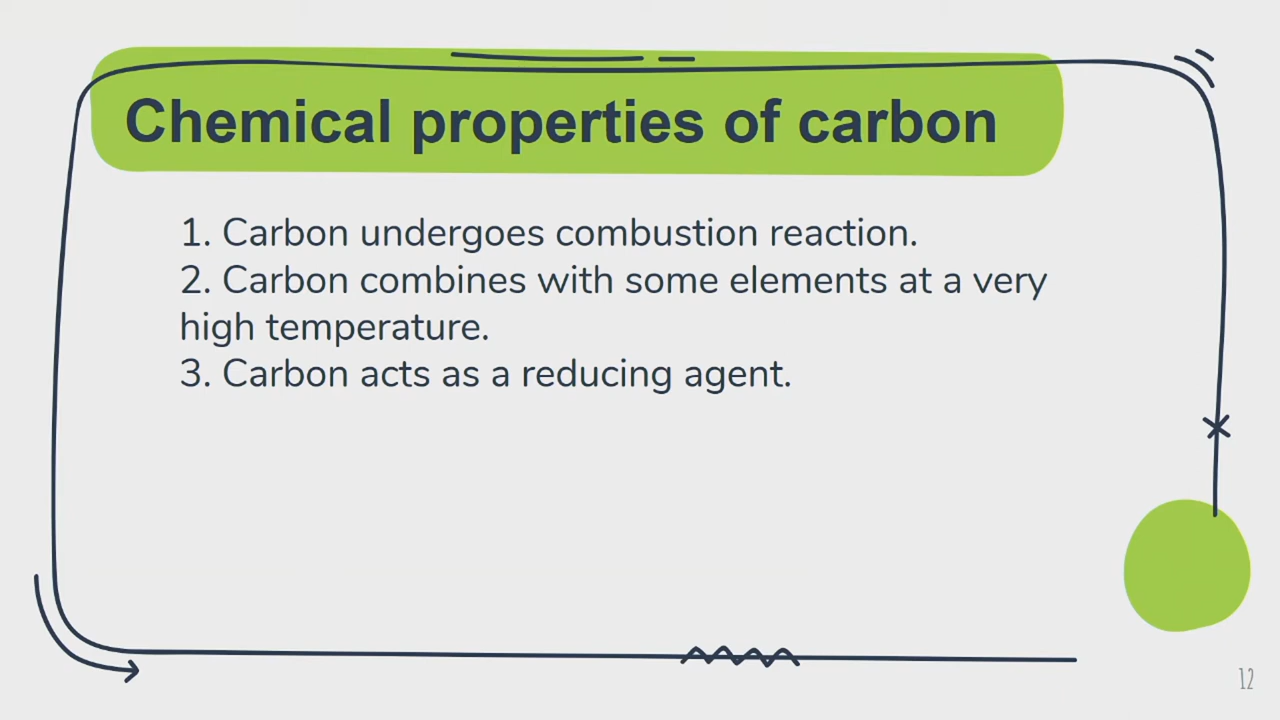 Chemical properties of carbon
1. Carbon undergoes combustion reaction.
2. Carbon combines with some elements at a very
high temperature.
3. Carbon acts as a reducing agent.
12